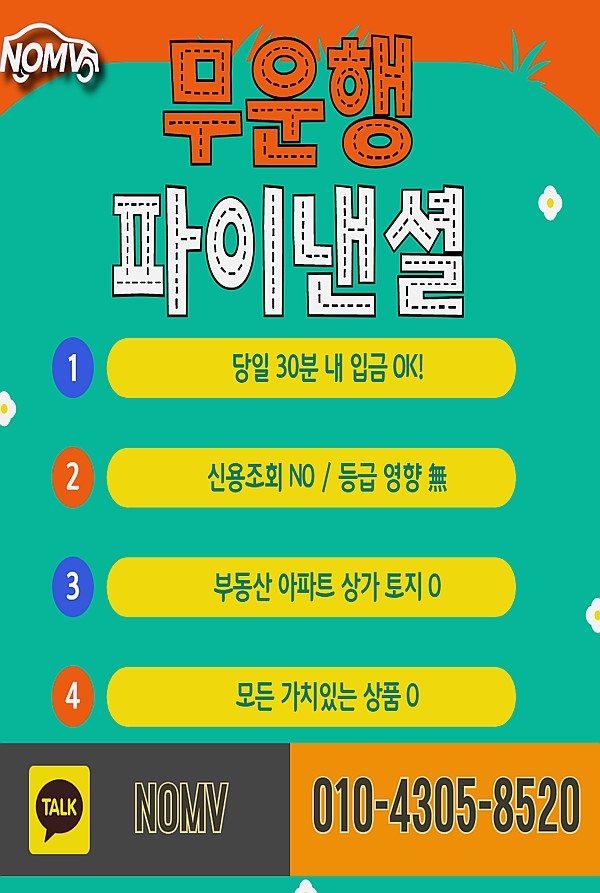 NOMV
무운행
파이낸셜
1 당일 30분 내 입금 OK!
2 신용조회 NO / 등급 영향 無
3 부동산 아파트 상가 토지 O
4 모든 가치있는 상품 O
TALK NOMV 010-4305-8520